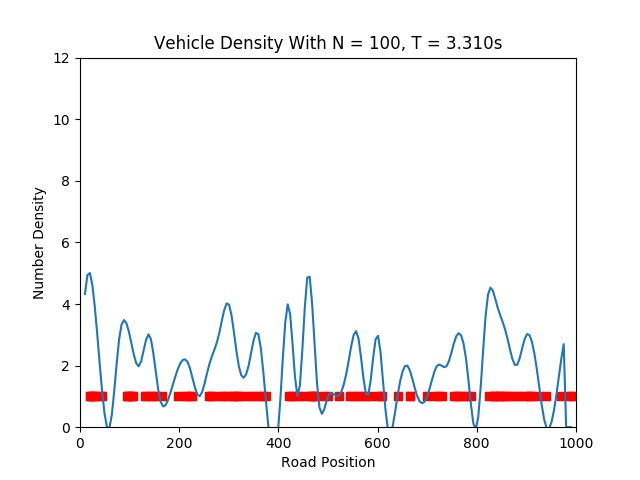 Vehicle Density With N = 100, T = 3.310s
12
10
8
6
4
2
0
Number Density
0 200 400 600 800 1000
Road Position